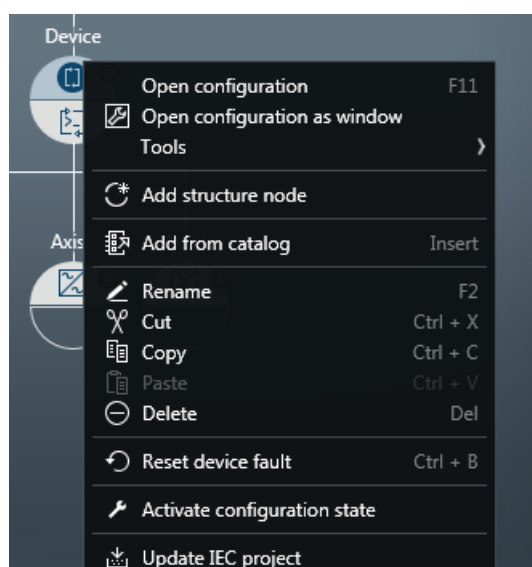 Device
Open configuration F11
Open configuration as window
Tools
Add structure node
Axis
Add from catalog Insert
Rename F2
Cut Ctrl + X
Copy Ctrl + C
Paste Ctrl + V
Delete Del
Reset device fault Ctrl + B
Activate configuration state
Update IEC project